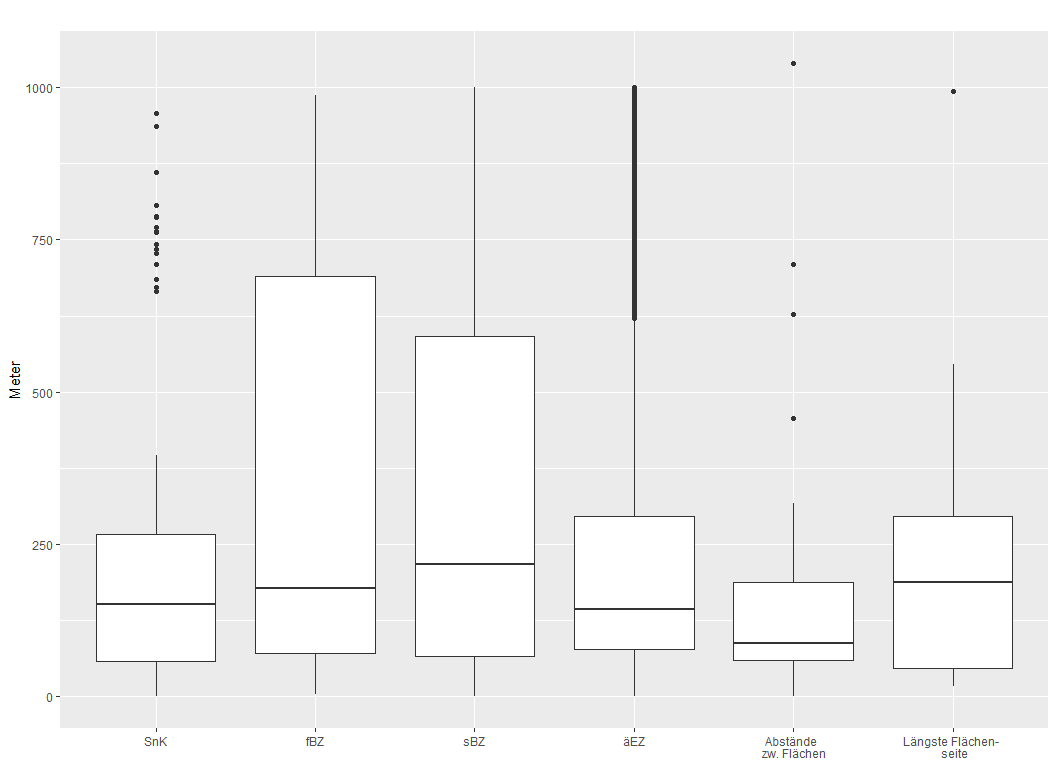 1000
750
500
250
0
Meter
SnK
fBZ
sBZ
äEZ
Abstände
zw. Flächen
Längste Flächen-
seite